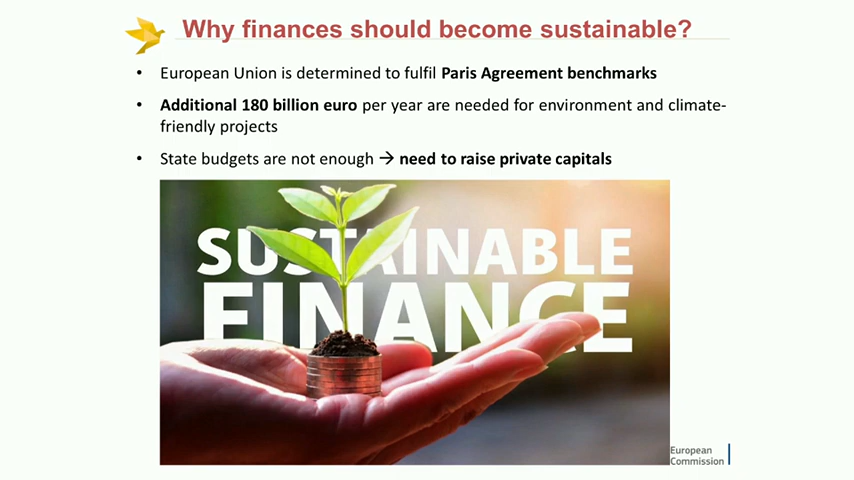 Why finances should become sustainable?
• European Union is determined to fulfil Paris Agreement benchmarks
• Additional 180 billion euro per year are needed for environment and climate-
friendly projects
• State budgets are not enough → need to raise private capitals
SUSTAINABLE
FINANCE
European
Commission